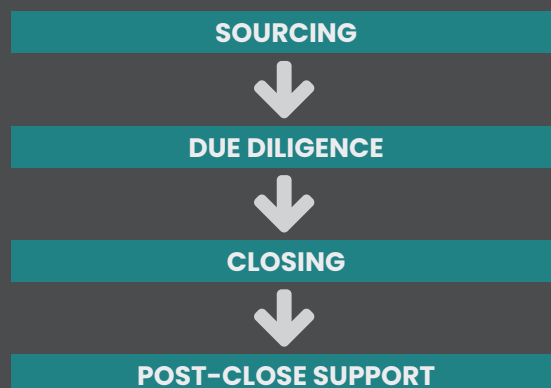 SOURCING
DUE DILIGENCE
CLOSING
POST-CLOSE SUPPORT